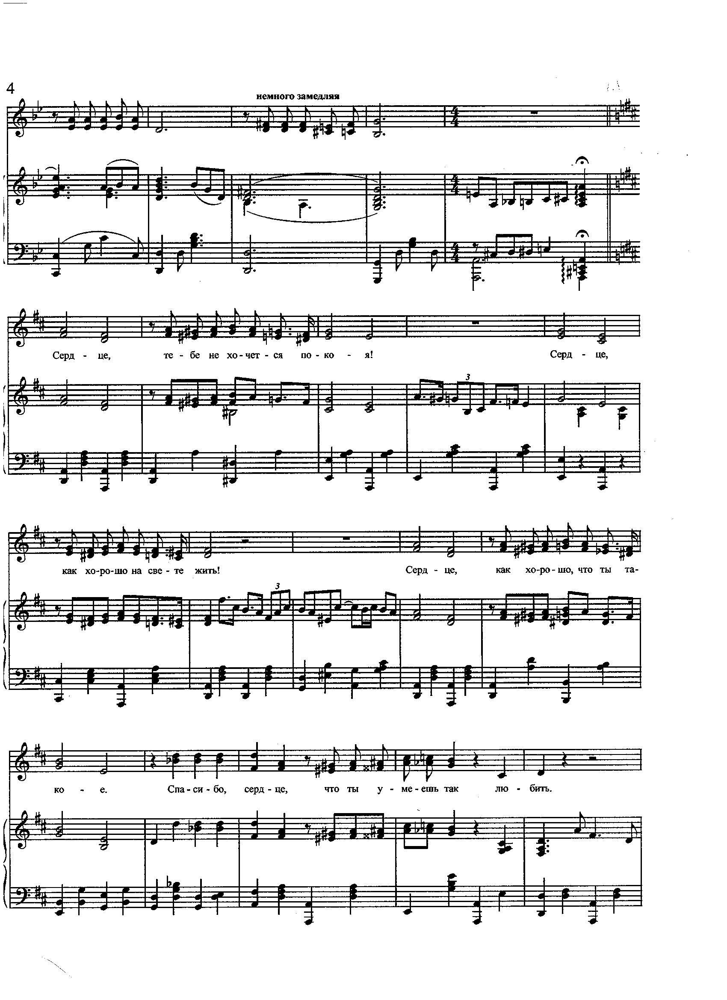 4
немного замедляя
Серд - це, те - бе не хо - чет - ся по - ко - я! Серд - це,
3
как хо - ро - шо на све - те жить! Серд - це, как хо - ро - шо, что ты та-
3
ко - е. Спа - си - бо, серд - це, что ты у - ме - ешь так лю - бить.